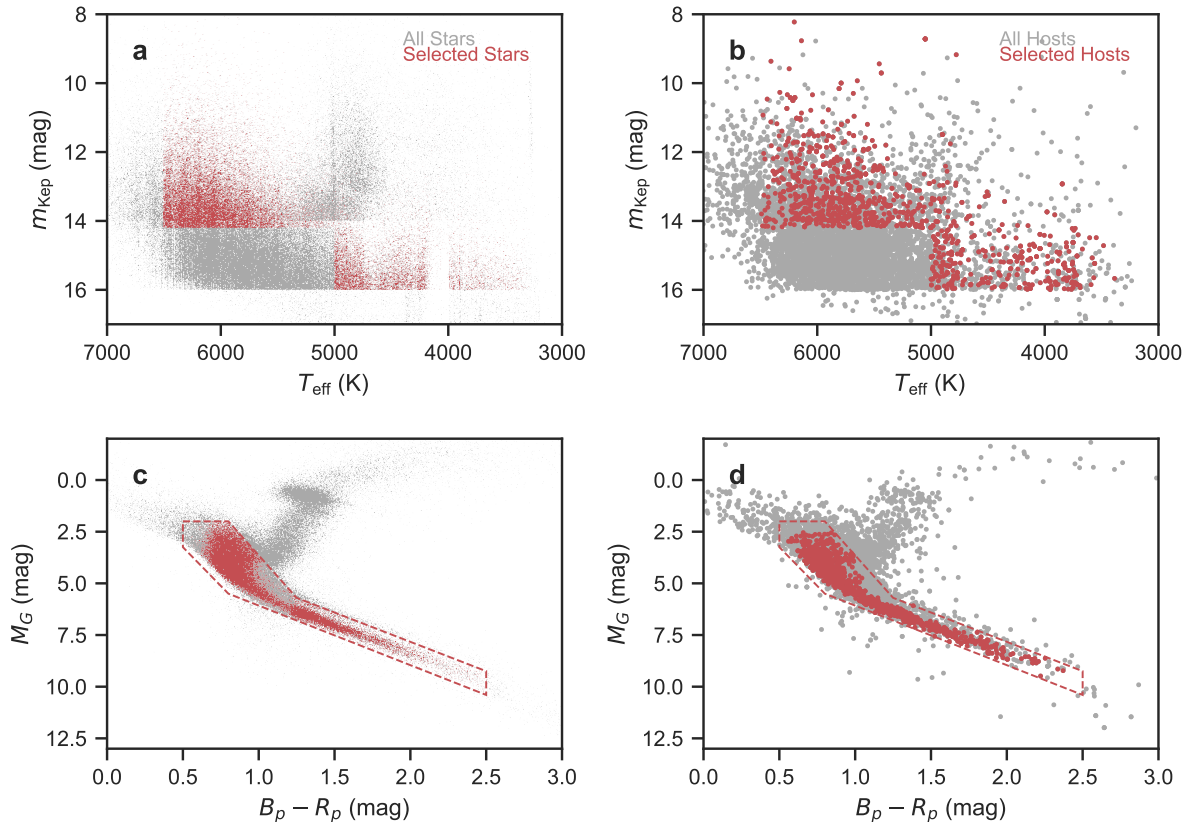 a
All Stars
Selected Stars
8
10
12
14
16
m_Kep (mag)
7000 6000 5000 4000 3000
T_eff (K)
b
All Hosts
Selected Hosts
8
10
12
14
16
m_Kep (mag)
7000 6000 5000 4000 3000
T_eff (K)
c
0.0
2.5
5.0
7.5
10.0
12.5
M_G (mag)
0.0 0.5 1.0 1.5 2.0 2.5 3.0
B_p − R_p (mag)
d
0.0
2.5
5.0
7.5
10.0
12.5
M_G (mag)
0.0 0.5 1.0 1.5 2.0 2.5 3.0
B_p − R_p (mag)